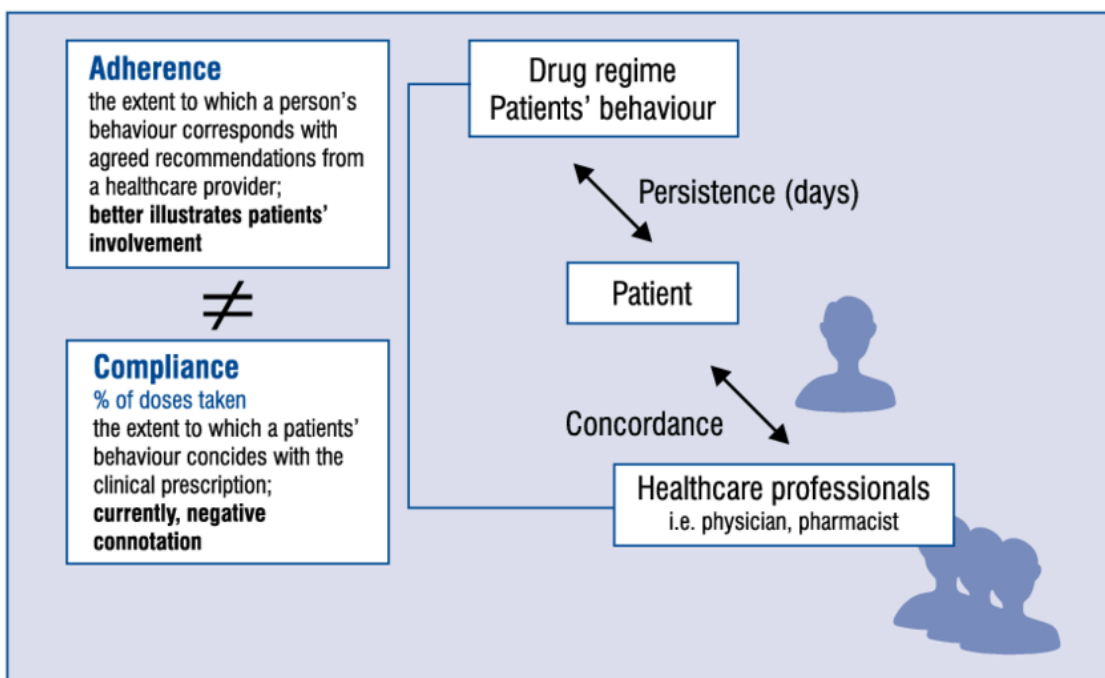 Adherence
the extent to which a person's
behaviour corresponds with
agreed recommendations from
a healthcare provider;
better illustrates patients'
involvement
≠
Compliance
% of doses taken
the extent to which a patients'
behaviour concides with the
clinical prescription;
currently, negative
connotation
Drug regime
Patients' behaviour
Persistence (days)
Patient
Concordance
Healthcare professionals
i.e. physician, pharmacist